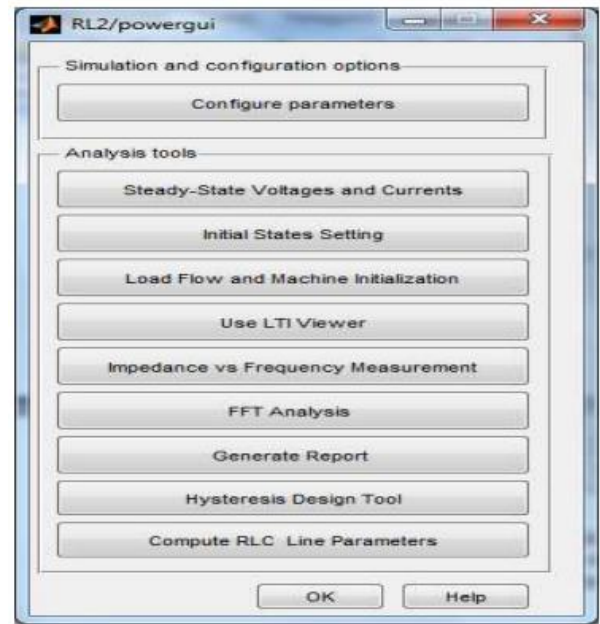 RL2/powergui
Simulation and configuration options
Configure parameters
Analysis tools
Steady-State Voltages and Currents
Initial States Setting
Load Flow and Machine Initialization
Use LTI Viewer
Impedance vs Frequency Measurement
FFT Analysis
Generate Report
Hysteresis Design Tool
Compute RLC Line Parameters
OK
Help